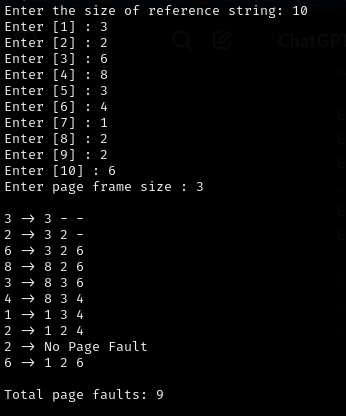 Enter the size of reference string: 10
Enter [1] : 3
Enter [2] : 2
Enter [3] : 6
Enter [4] : 8
Enter [5] : 3
Enter [6] : 4
Enter [7] : 1
Enter [8] : 2
Enter [9] : 2
Enter [10] : 6
Enter page frame size : 3
3 → 3 - -
2 → 3 2 -
6 → 3 2 6
8 → 8 2 6
3 → 8 3 6
4 → 8 3 4
1 → 1 3 4
2 → 1 2 4
2 → No Page Fault
6 → 1 2 6
Total page faults: 9
ChatGPT